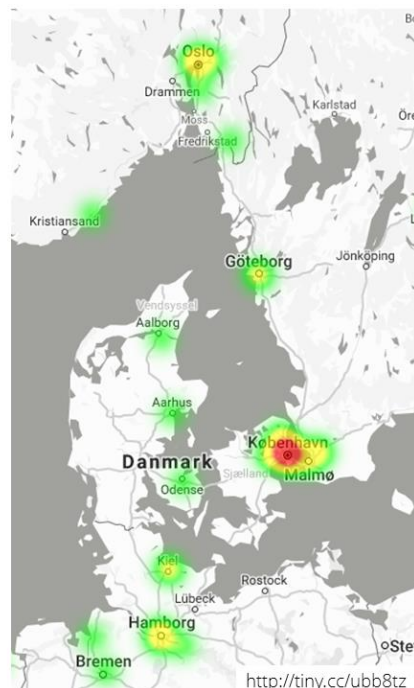 Oslo
Drammen
Moss
Fredrikstad
Karlstad
Kristiansand
Göteborg
Jönköping
Vendsyssel
Aalborg
Aarhus
København
Danmark
Sjælland
Malmø
Odense
Kiel
Rostock
Lübeck
Hamborg
Bremen
http://tiny.cc/ubb8tz